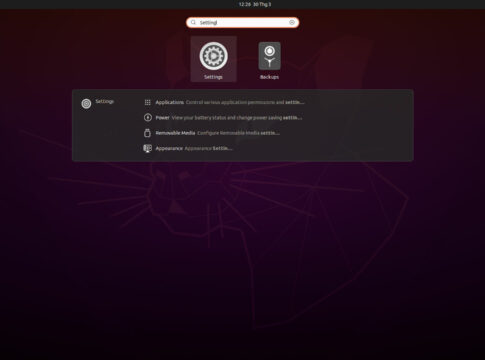 12:26 30 Thg 3
Setting
Settings
Backups
Settings
Applications Control various application permissions and settin...
Power View your battery status and change power saving settin...
Removable Media Configure Removable Media settin...
Appearance Appearance Settin...